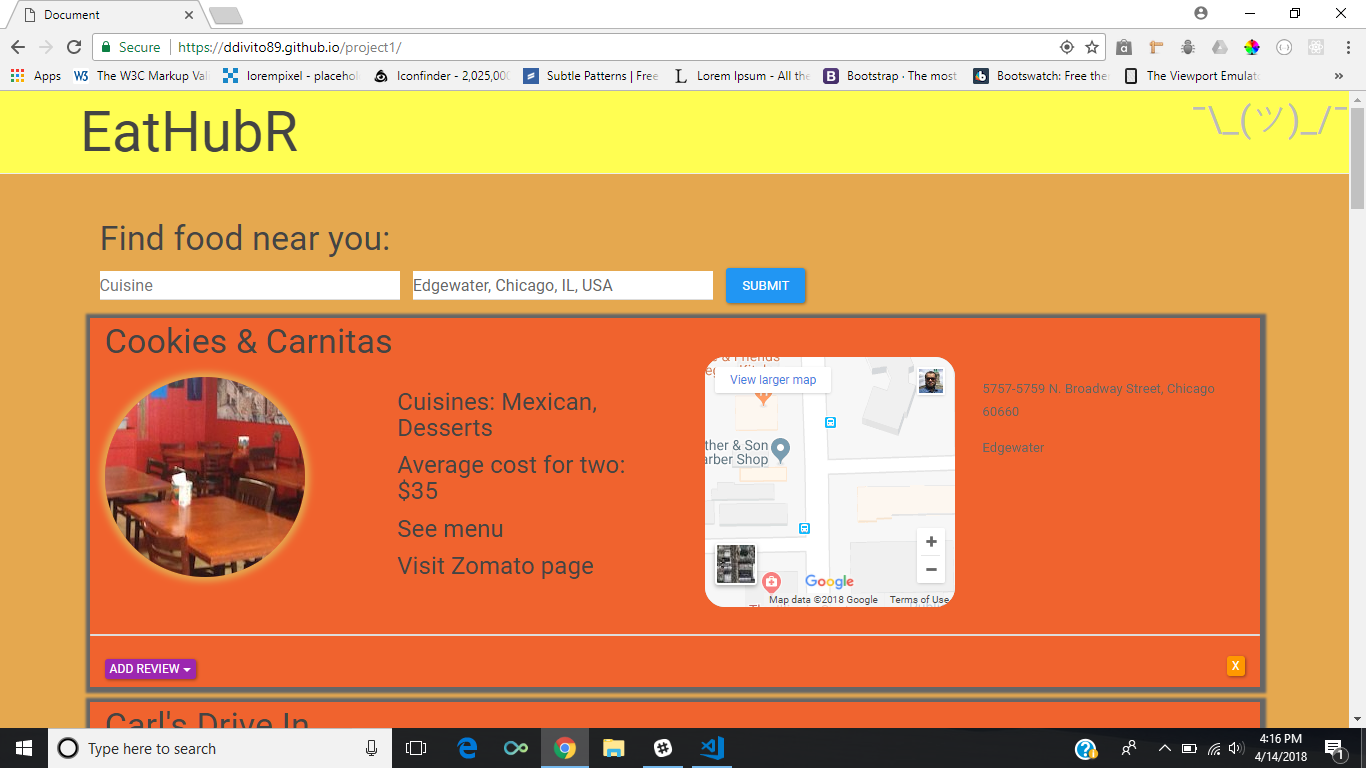 Document
Secure
https://ddivito89.github.io/project1/
Apps
The W3C Markup Vali
lorempixel - placehol
Iconfinder - 2,025,000
Subtle Patterns | Free
Lorem Ipsum - All the
Bootstrap · The most
Bootswatch: Free the
The Viewport Emulato
»
EatHubR
¯\_(ツ)_/¯
Find food near you:
Cuisine
Edgewater, Chicago, IL, USA
SUBMIT
Cookies & Carnitas
Cuisines: Mexican,
Desserts
Average cost for two:
$35
See menu
Visit Zomato page
& Friends
View larger map
ther & Son
arber Shop
+
−
Google
Map data ©2018 Google
Terms of Use
5757-5759 N. Broadway Street, Chicago
60660
Edgewater
ADD REVIEW
X
Carl's Drive In
Type here to search
4:16 PM
4/14/2018
1